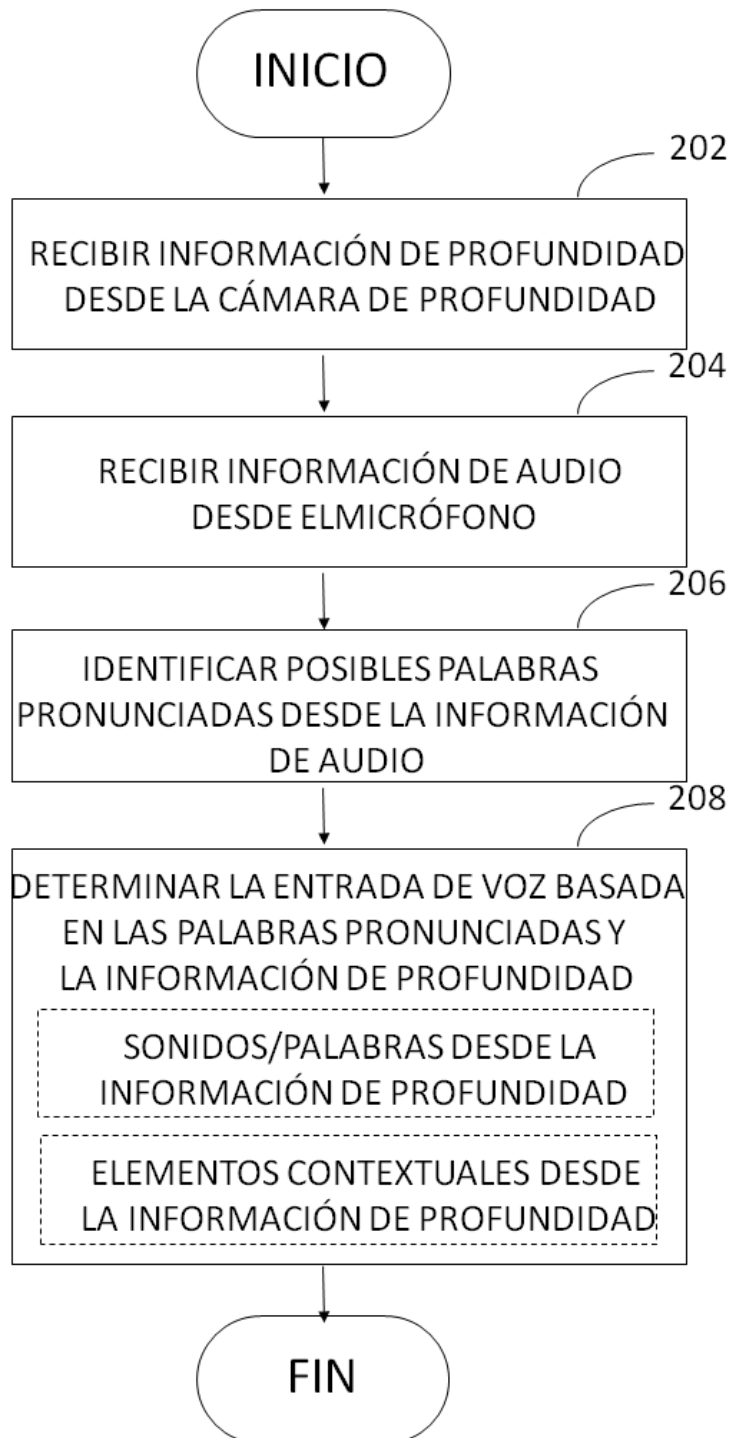 INICIO
202
RECIBIR INFORMACIÓN DE PROFUNDIDAD
DESDE LA CÁMARA DE PROFUNDIDAD
204
RECIBIR INFORMACIÓN DE AUDIO
DESDE ELMICRÓFONO
206
IDENTIFICAR POSIBLES PALABRAS
PRONUNCIADAS DESDE LA INFORMACIÓN
DE AUDIO
208
DETERMINAR LA ENTRADA DE VOZ BASADA
EN LAS PALABRAS PRONUNCIADAS Y
LA INFORMACIÓN DE PROFUNDIDAD
SONIDOS/PALABRAS DESDE LA
INFORMACIÓN DE PROFUNDIDAD
ELEMENTOS CONTEXTUALES DESDE
LA INFORMACIÓN DE PROFUNDIDAD
FIN